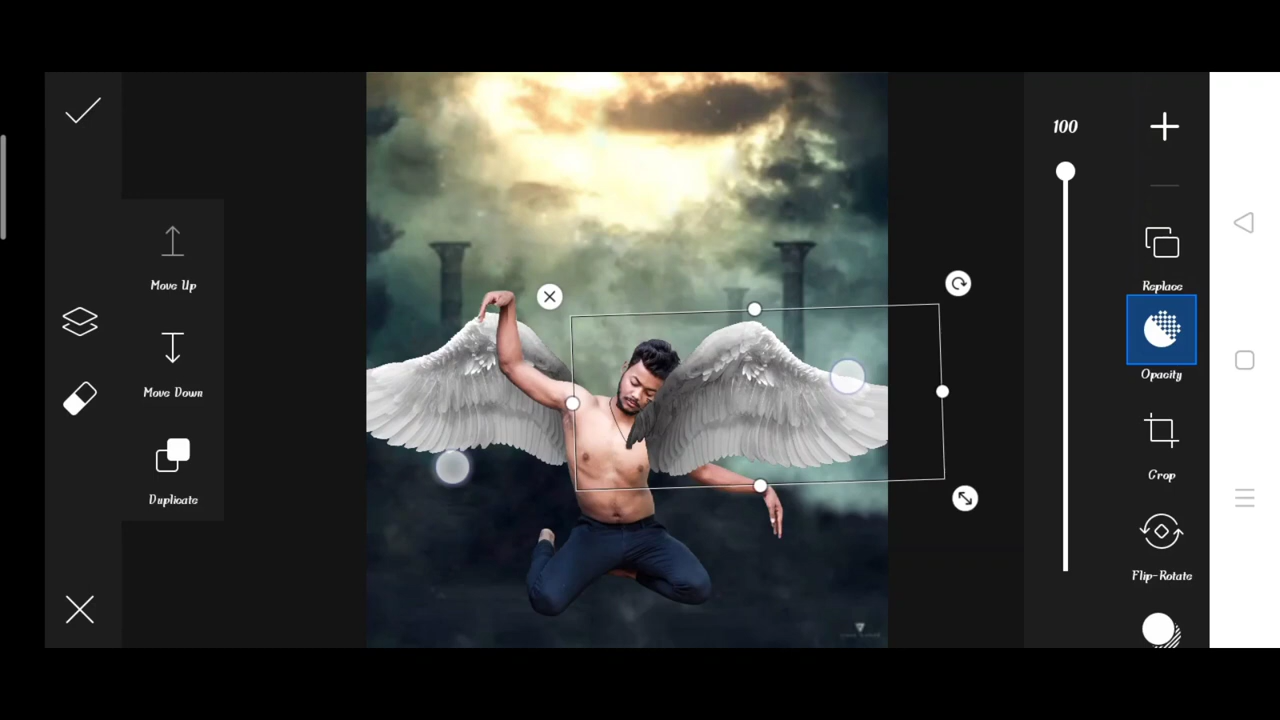 100
Move Up
Replace
Opacity
Move Down
Crop
Duplicate
Flip-Rotate